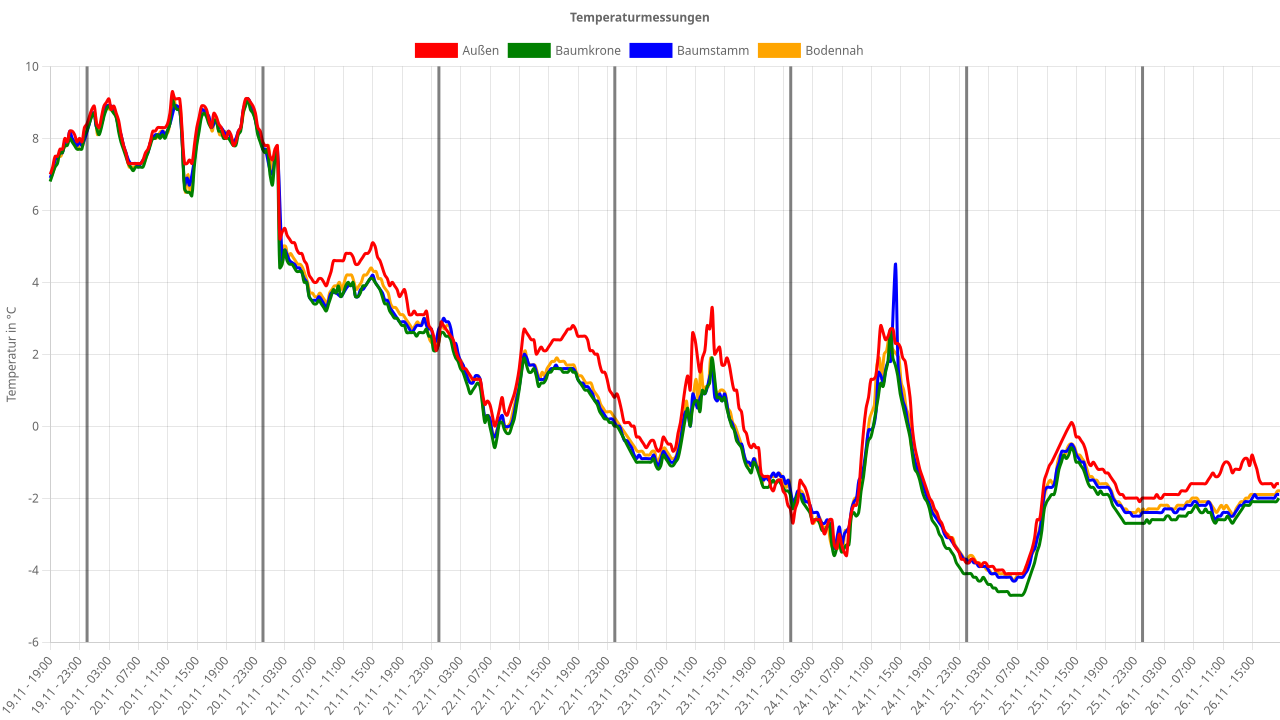 Temperaturmessungen
Außen Baumkrone Baumstamm Bodennah
Temperatur in °C
10
8
6
4
2
0
-2
-4
-6
19.11 - 19:00
19.11 - 23:00
20.11 - 03:00
20.11 - 07:00
20.11 - 11:00
20.11 - 15:00
20.11 - 19:00
20.11 - 23:00
21.11 - 03:00
21.11 - 07:00
21.11 - 11:00
21.11 - 15:00
21.11 - 19:00
21.11 - 23:00
22.11 - 03:00
22.11 - 07:00
22.11 - 11:00
22.11 - 15:00
22.11 - 19:00
22.11 - 23:00
23.11 - 03:00
23.11 - 07:00
23.11 - 11:00
23.11 - 15:00
23.11 - 19:00
23.11 - 23:00
24.11 - 03:00
24.11 - 07:00
24.11 - 11:00
24.11 - 15:00
24.11 - 19:00
24.11 - 23:00
25.11 - 03:00
25.11 - 07:00
25.11 - 11:00
25.11 - 15:00
25.11 - 19:00
25.11 - 23:00
26.11 - 03:00
26.11 - 07:00
26.11 - 11:00
26.11 - 15:00